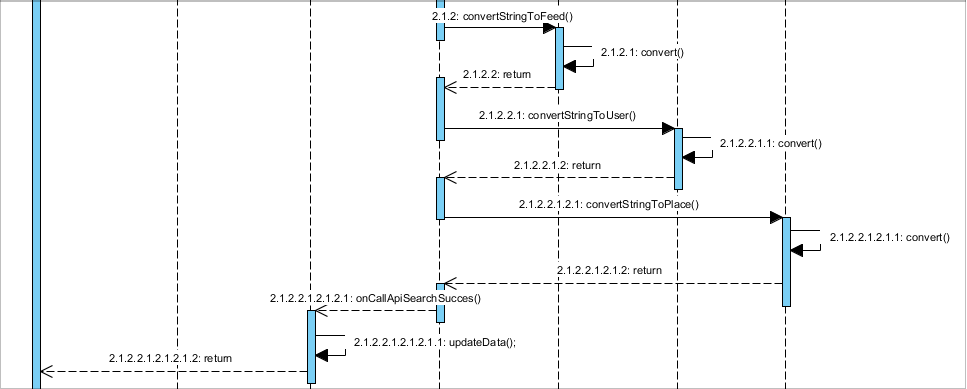 2.1.2: convertStringToFeed()
2.1.2.1: convert()
2.1.2.2: return
2.1.2.2.1: convertStringToUser()
2.1.2.2.1.1: convert()
2.1.2.2.1.2: return
2.1.2.2.1.2.1: convertStringToPlace()
2.1.2.2.1.2.1.1: convert()
2.1.2.2.1.2.1.2: return
2.1.2.2.1.2.1.2.1: onCallApiSearchSucces()
2.1.2.2.1.2.1.2.1.1: updateData();
2.1.2.2.1.2.1.2.1.2: return